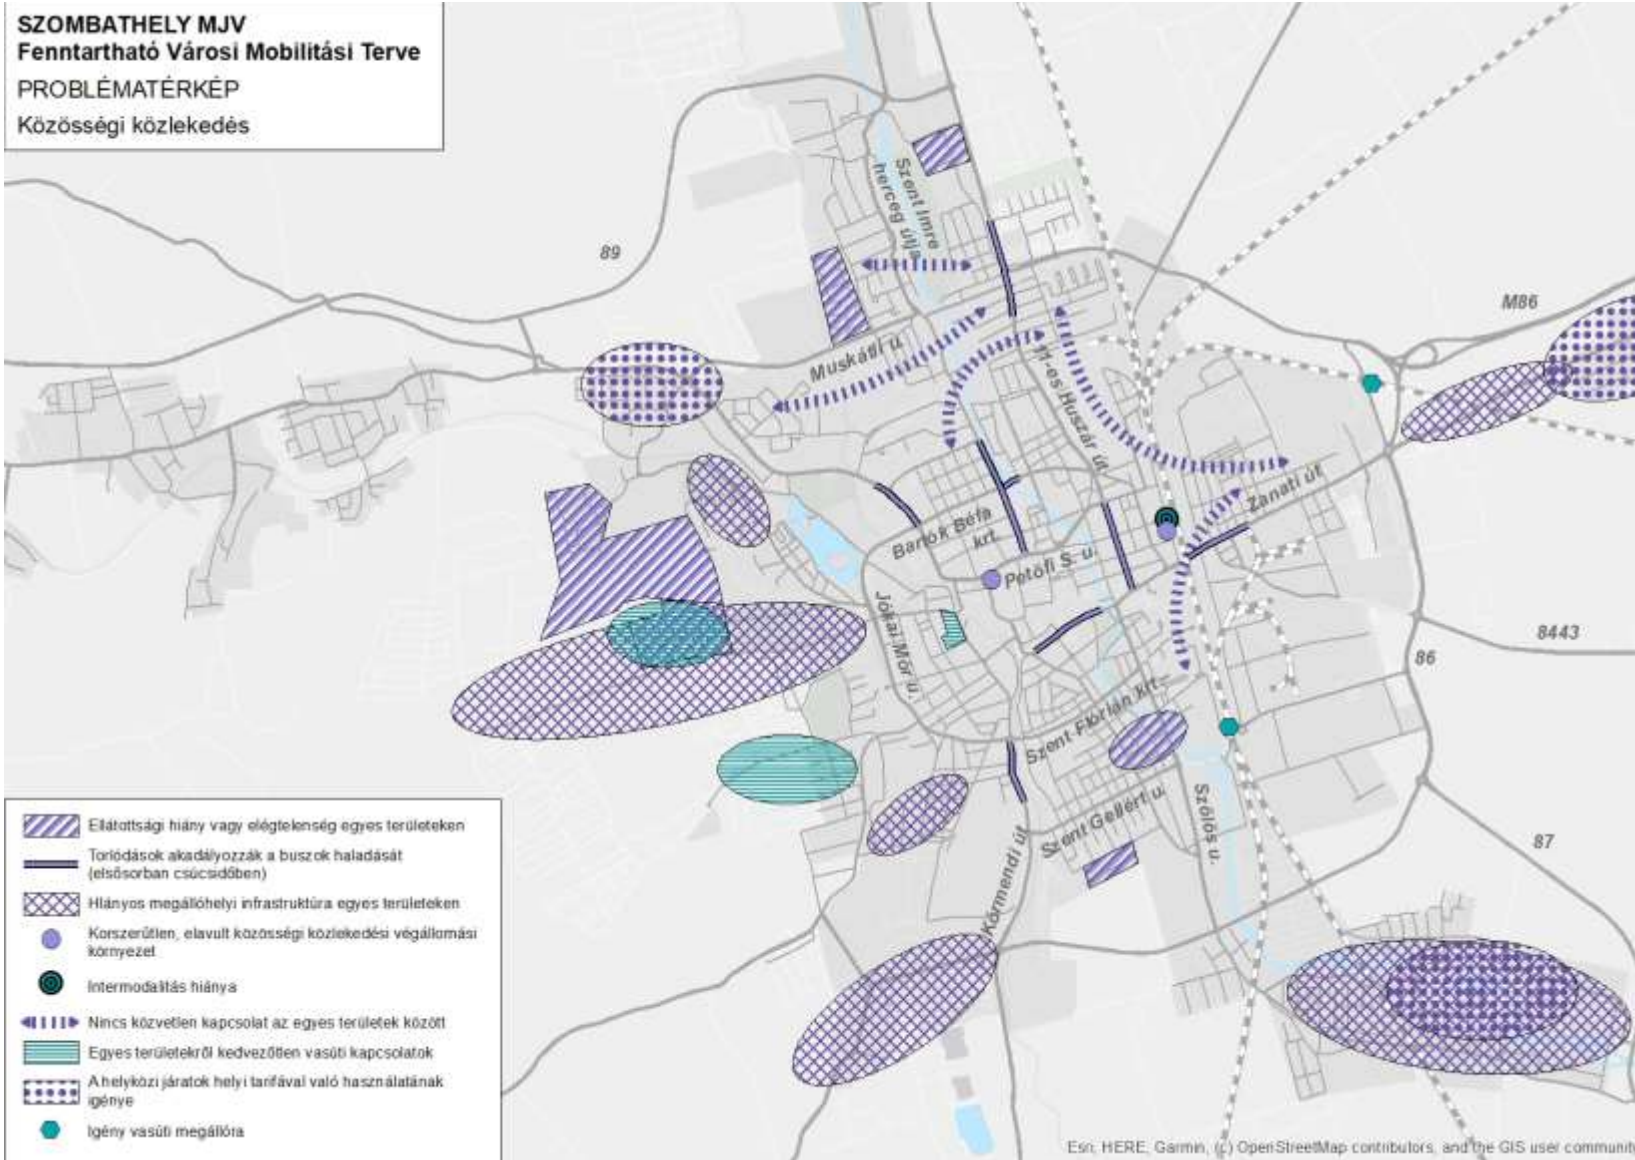 SZOMBATHELY MJV
Fenntartható Városi Mobilitási Terve
PROBLÉMATÉRKÉP
Közösségi közlekedés
89
Szent Imre
herceg útja
M86
Muskátli u.
11-es Huszár út
Zanati út
Bartók Béla
krt.
Petőfi S. u.
Jókai Mór u.
8443
86
Szent Flórián krt.
Szent Gellért u.
Szőlős u.
87
Körmendi út
Ellátottsági hiány vagy elégtelenség egyes területeken
Torlódások akadályozzák a buszok haladását
(elsősorban csúcsidőben)
Hiányos megállóhelyi infrastruktúra egyes területeken
Korszerűtlen, elavult közösségi közlekedési végállomási
környezet
Intermodalitás hiánya
Nincs közvetlen kapcsolat az egyes területek között
Egyes területekről kedvezőtlen vasúti kapcsolatok
A helyközi járatok helyi tarifával való használatának
igénye
Igény vasúti megállóra
Esri, HERE, Garmin, (c) OpenStreetMap contributors, and the GIS user communit